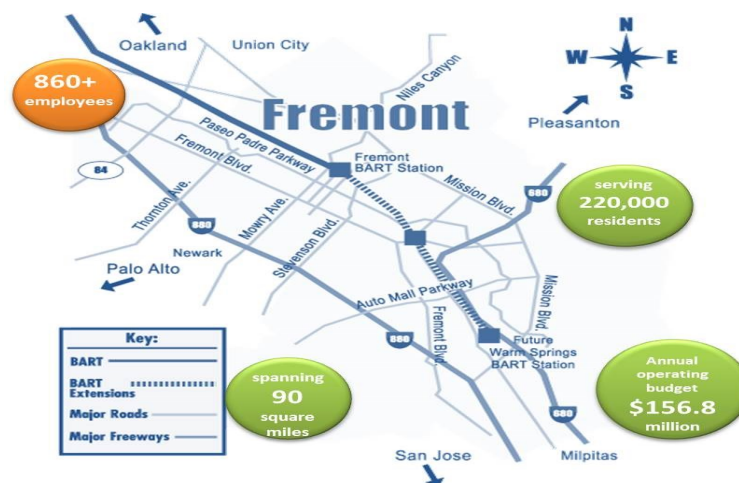 Oakland
Union City
860+
employees
Niles Canyon
N
W
E
S
Fremont
Pleasanton
Paseo Padre Parkway
Fremont Blvd.
Fremont
BART Station
84
Mission Blvd.
680
serving
220,000
residents
Thornton Ave.
Mowry Ave.
Stevenson Blvd.
880
Newark
Palo Alto
Auto Mall Parkway
Mission Blvd.
Fremont Blvd.
880
Future
Warm Springs
BART Station
Key:
BART
BART
Extensions
Major Roads
Major Freeways
spanning
90
square
miles
Annual
operating
budget
$156.8
million
680
San Jose
Milpitas